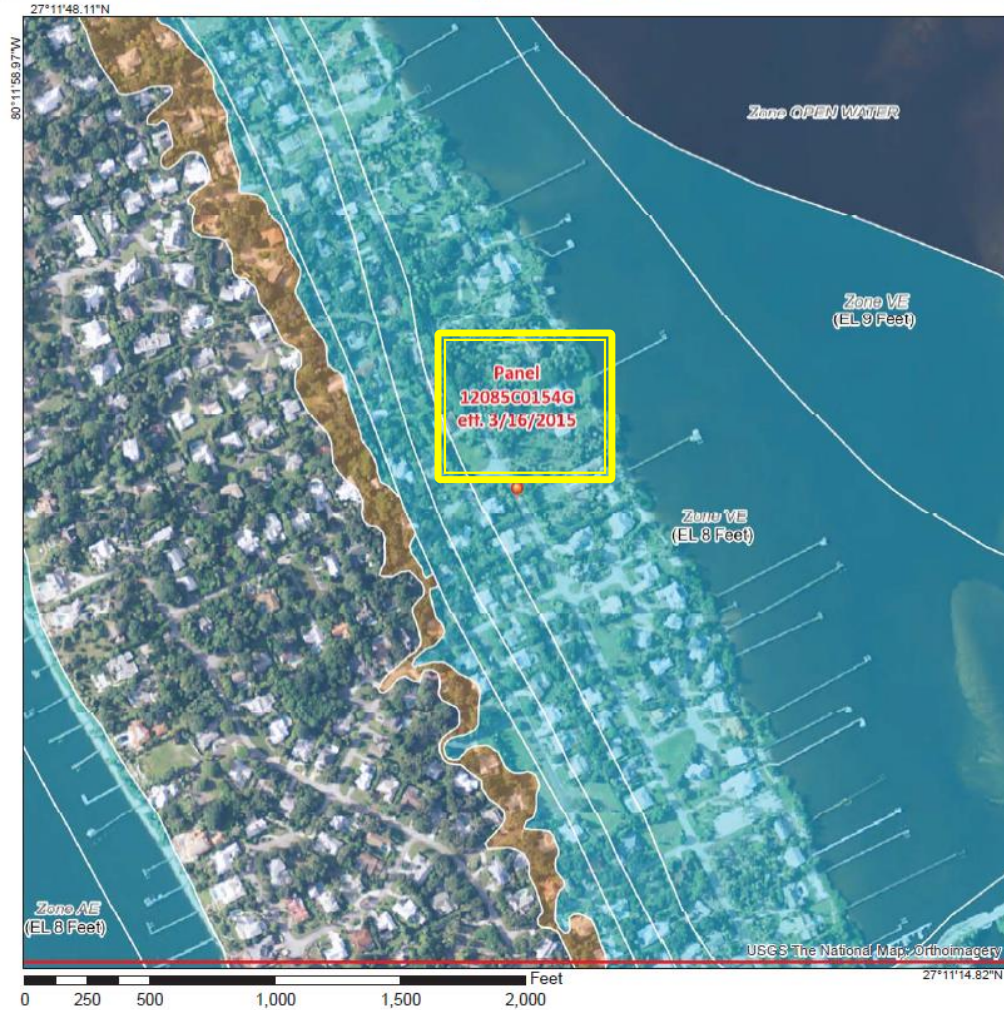 27°11'48.11"N
80°11'58.97"W
Zone OPEN WATER
Zone VE
(EL 9 Feet)
Panel
12085C0154G
eff. 3/16/2015
Zone VE
(EL 8 Feet)
Zone AE
(EL 8 Feet)
USGS The National Map: Orthoimagery
27°11'14.82"N
Feet
0 250 500 1,000 1,500 2,000